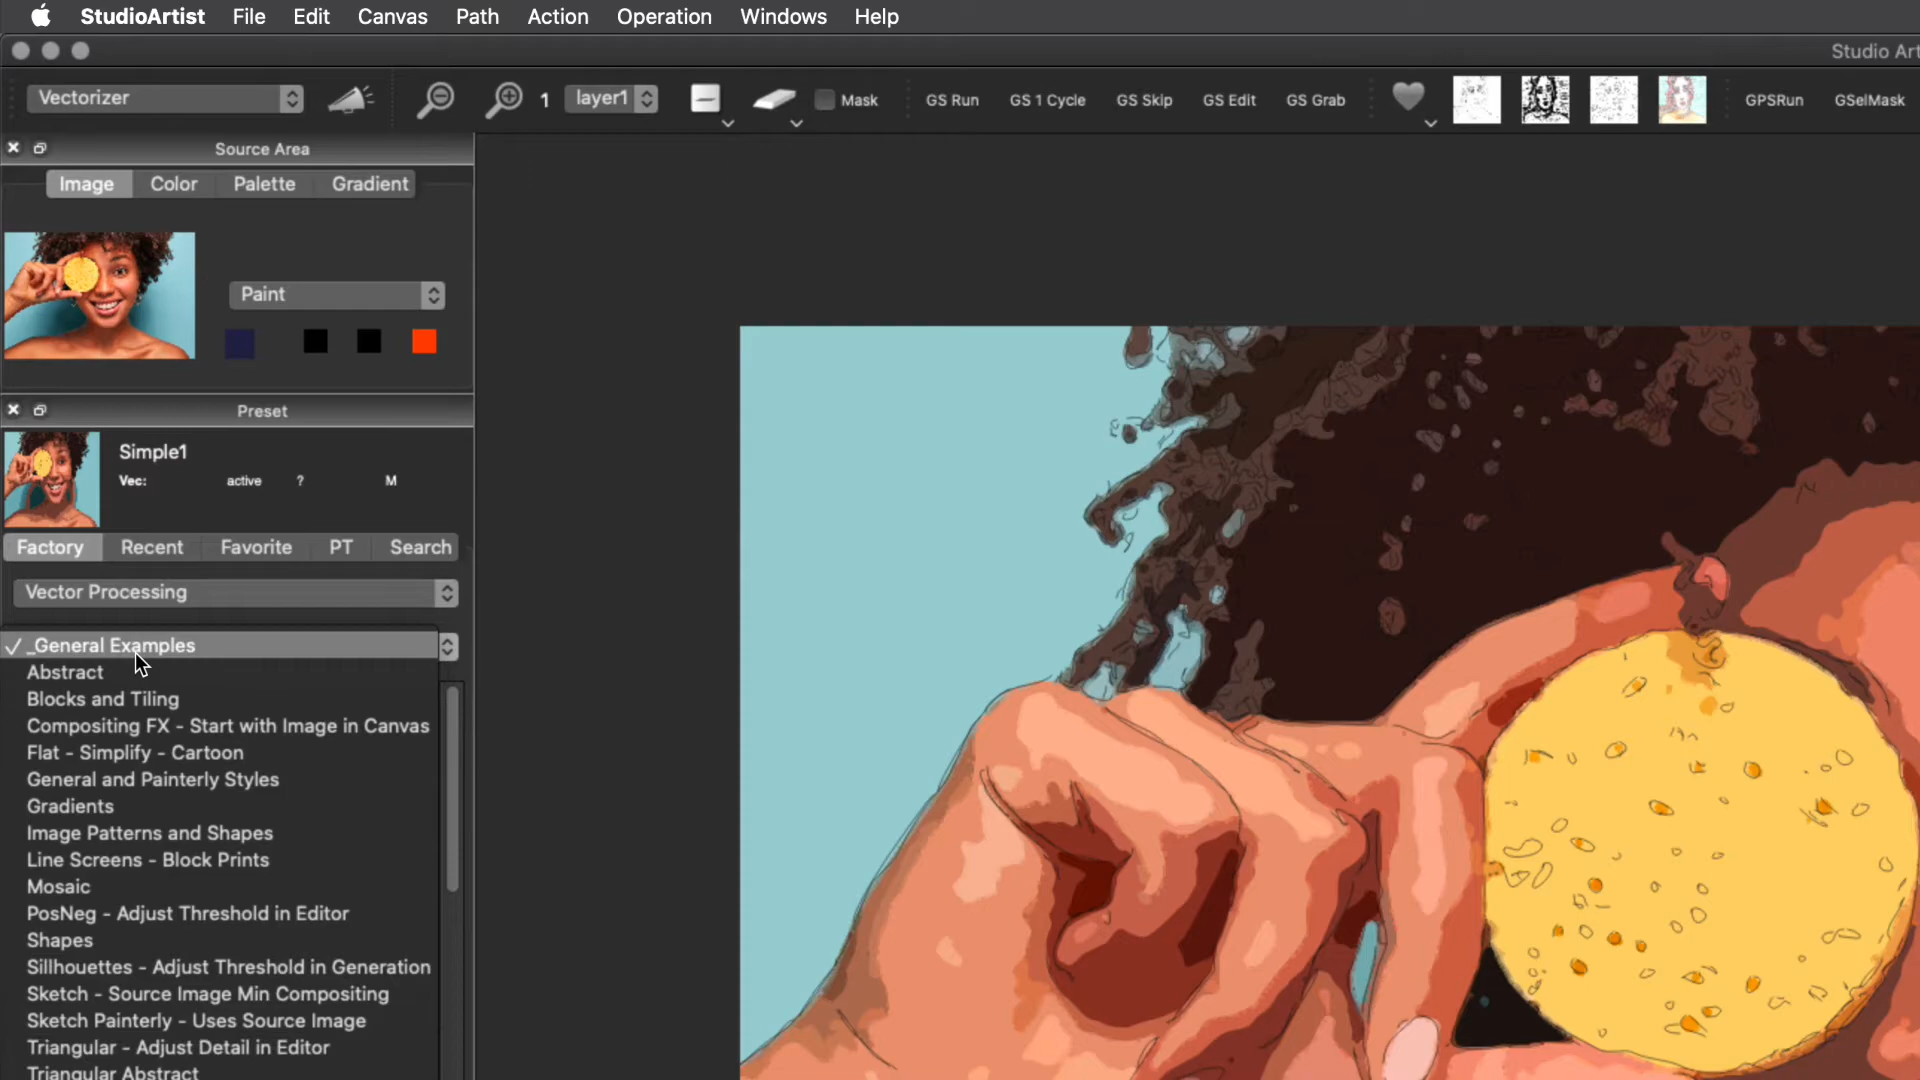 StudioArtist File Edit Canvas Path Action Operation Windows Help
Studio Art
Vectorizer 1 layer1 Mask GS Run GS 1 Cycle GS Skip GS Edit GS Grab GPSRun GSelMask
Source Area
Image Color Palette Gradient
Paint
Preset
Simple1
Vec: active ? M
Factory Recent Favorite PT Search
Vector Processing
✓ _General Examples
Abstract
Blocks and Tiling
Compositing FX - Start with Image in Canvas
Flat - Simplify - Cartoon
General and Painterly Styles
Gradients
Image Patterns and Shapes
Line Screens - Block Prints
Mosaic
PosNeg - Adjust Threshold in Editor
Shapes
Sillhouettes - Adjust Threshold in Generation
Sketch - Source Image Min Compositing
Sketch Painterly - Uses Source Image
Triangular - Adjust Detail in Editor
Triangular Abstract